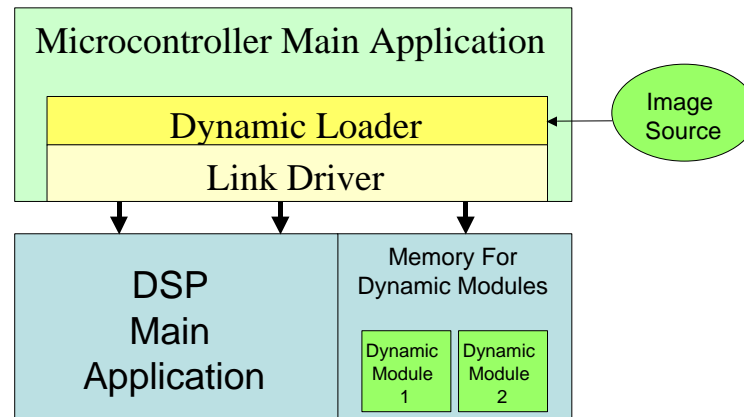 Microcontroller Main Application
Dynamic Loader
Link Driver
Image
Source
DSP
Main
Application
Memory For
Dynamic Modules
Dynamic
Module
1
Dynamic
Module
2